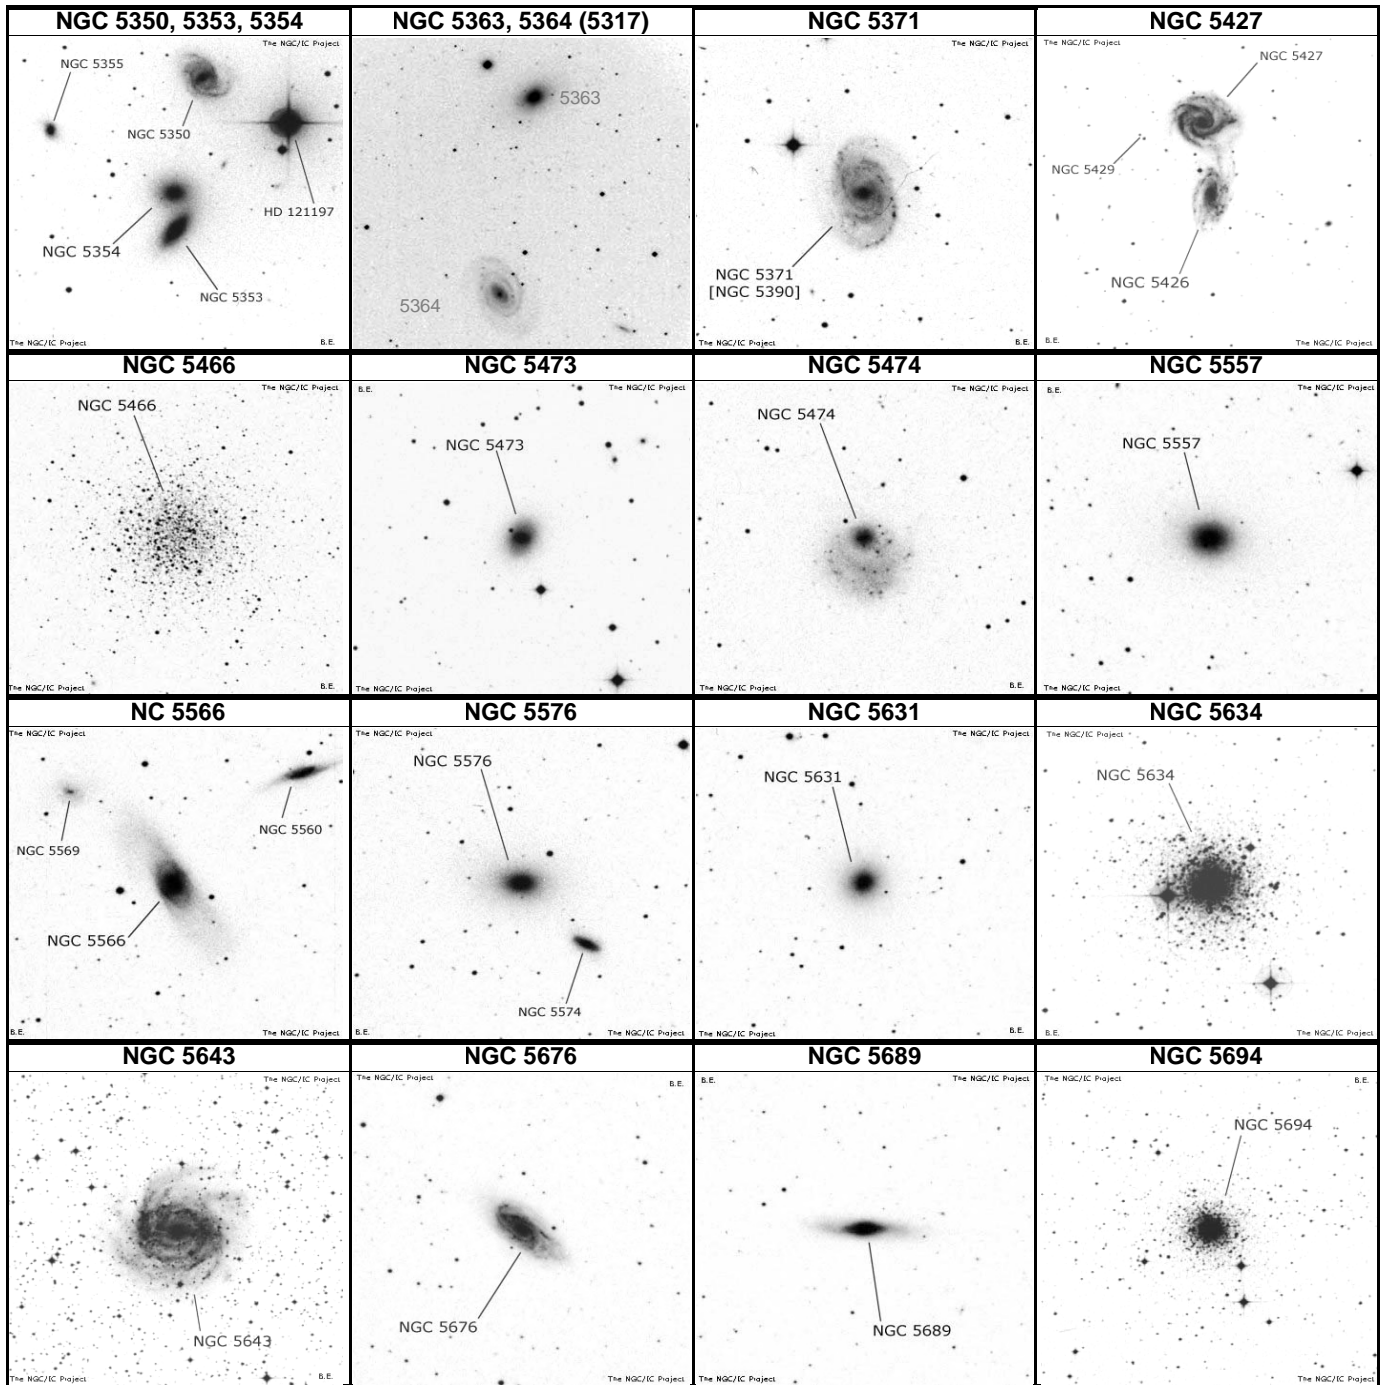 NGC 5350, 5353, 5354
The NGC/IC Project
NGC 5355
NGC 5350
HD 121197
NGC 5354
NGC 5353
The NGC/IC Project
B.E.
NGC 5363, 5364 (5317)
5363
5364
NGC 5371
The NGC/IC Project
NGC 5371
[NGC 5390]
B.E.
NGC 5427
The NGC/IC Project
NGC 5427
NGC 5429
NGC 5426
B.E.
The NGC/IC Project
NGC 5466
The NGC/IC Project
NGC 5466
The NGC/IC Project
B.E.
NGC 5473
B.E.
The NGC/IC Project
NGC 5473
The NGC/IC Project
NGC 5474
The NGC/IC Project
NGC 5474
The NGC/IC Project
B.E.
NGC 5557
B.E.
The NGC/IC Project
NGC 5557
The NGC/IC Project
NC 5566
The NGC/IC Project
NGC 5560
NGC 5569
NGC 5566
B.E.
The NGC/IC Project
NGC 5576
The NGC/IC Project
NGC 5576
NGC 5574
B.E.
The NGC/IC Project
NGC 5631
The NGC/IC Project
NGC 5631
The NGC/IC Project
B.E.
NGC 5634
The NGC/IC Project
NGC 5634
B.E.
The NGC/IC Project
NGC 5643
The NGC/IC Project
NGC 5643
The NGC/IC Project
B.E.
NGC 5676
The NGC/IC Project
B.E.
NGC 5676
The NGC/IC Project
NGC 5689
B.E.
The NGC/IC Project
NGC 5689
The NGC/IC Project
NGC 5694
The NGC/IC Project
B.E.
NGC 5694
The NGC/IC Project